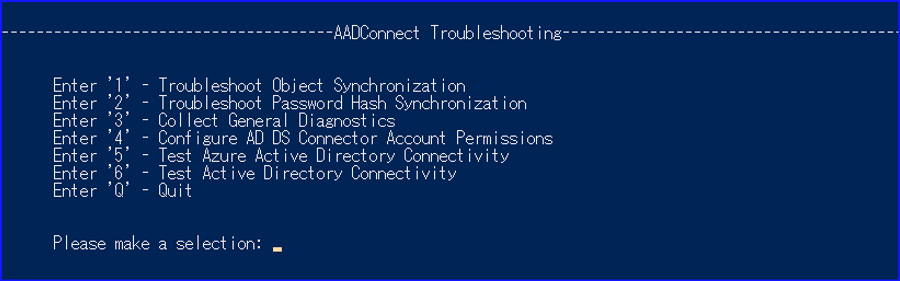 ----------------------------------AADConnect Troubleshooting-----------------------------------
Enter '1' - Troubleshoot Object Synchronization
Enter '2' - Troubleshoot Password Hash Synchronization
Enter '3' - Collect General Diagnostics
Enter '4' - Configure AD DS Connector Account Permissions
Enter '5' - Test Azure Active Directory Connectivity
Enter '6' - Test Active Directory Connectivity
Enter 'Q' - Quit
Please make a selection: _